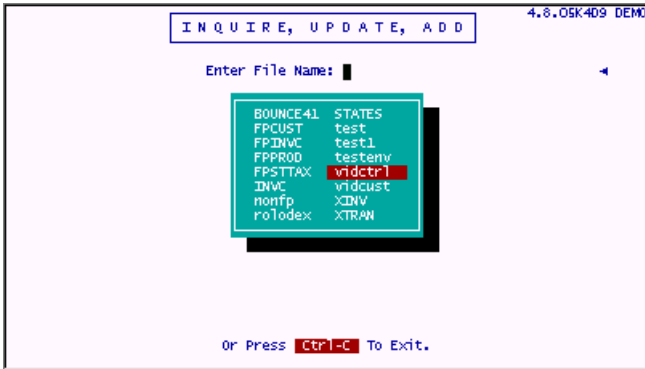 4.8.05K4D9 DEMO
I N Q U I R E,  U P D A T E,  A D D
Enter File Name:
BOUNCE41 STATES
FPCUST test
FPINVC test1
FPPROD testenv
FPSTTAX vidctrl
INVC vidcust
nonfp XINV
rolodex XTRAN
Or Press Ctrl-C To Exit.